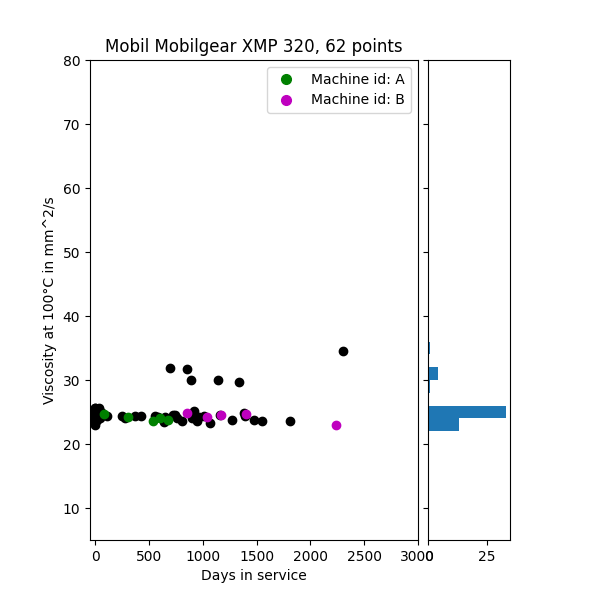 Mobil Mobilgear XMP 320, 62 points
Machine id: A
Machine id: B
Viscosity at 100°C in mm^2/s
80
70
60
50
40
30
20
10
0 500 1000 1500 2000 2500 3000
0 25
Days in service